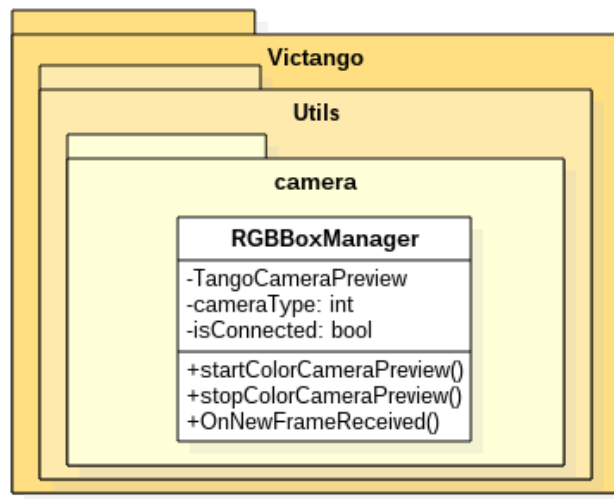 Victango
Utils
camera
RGBBoxManager
-TangoCameraPreview
-cameraType: int
-isConnected: bool
+startColorCameraPreview()
+stopColorCameraPreview()
+OnNewFrameReceived()